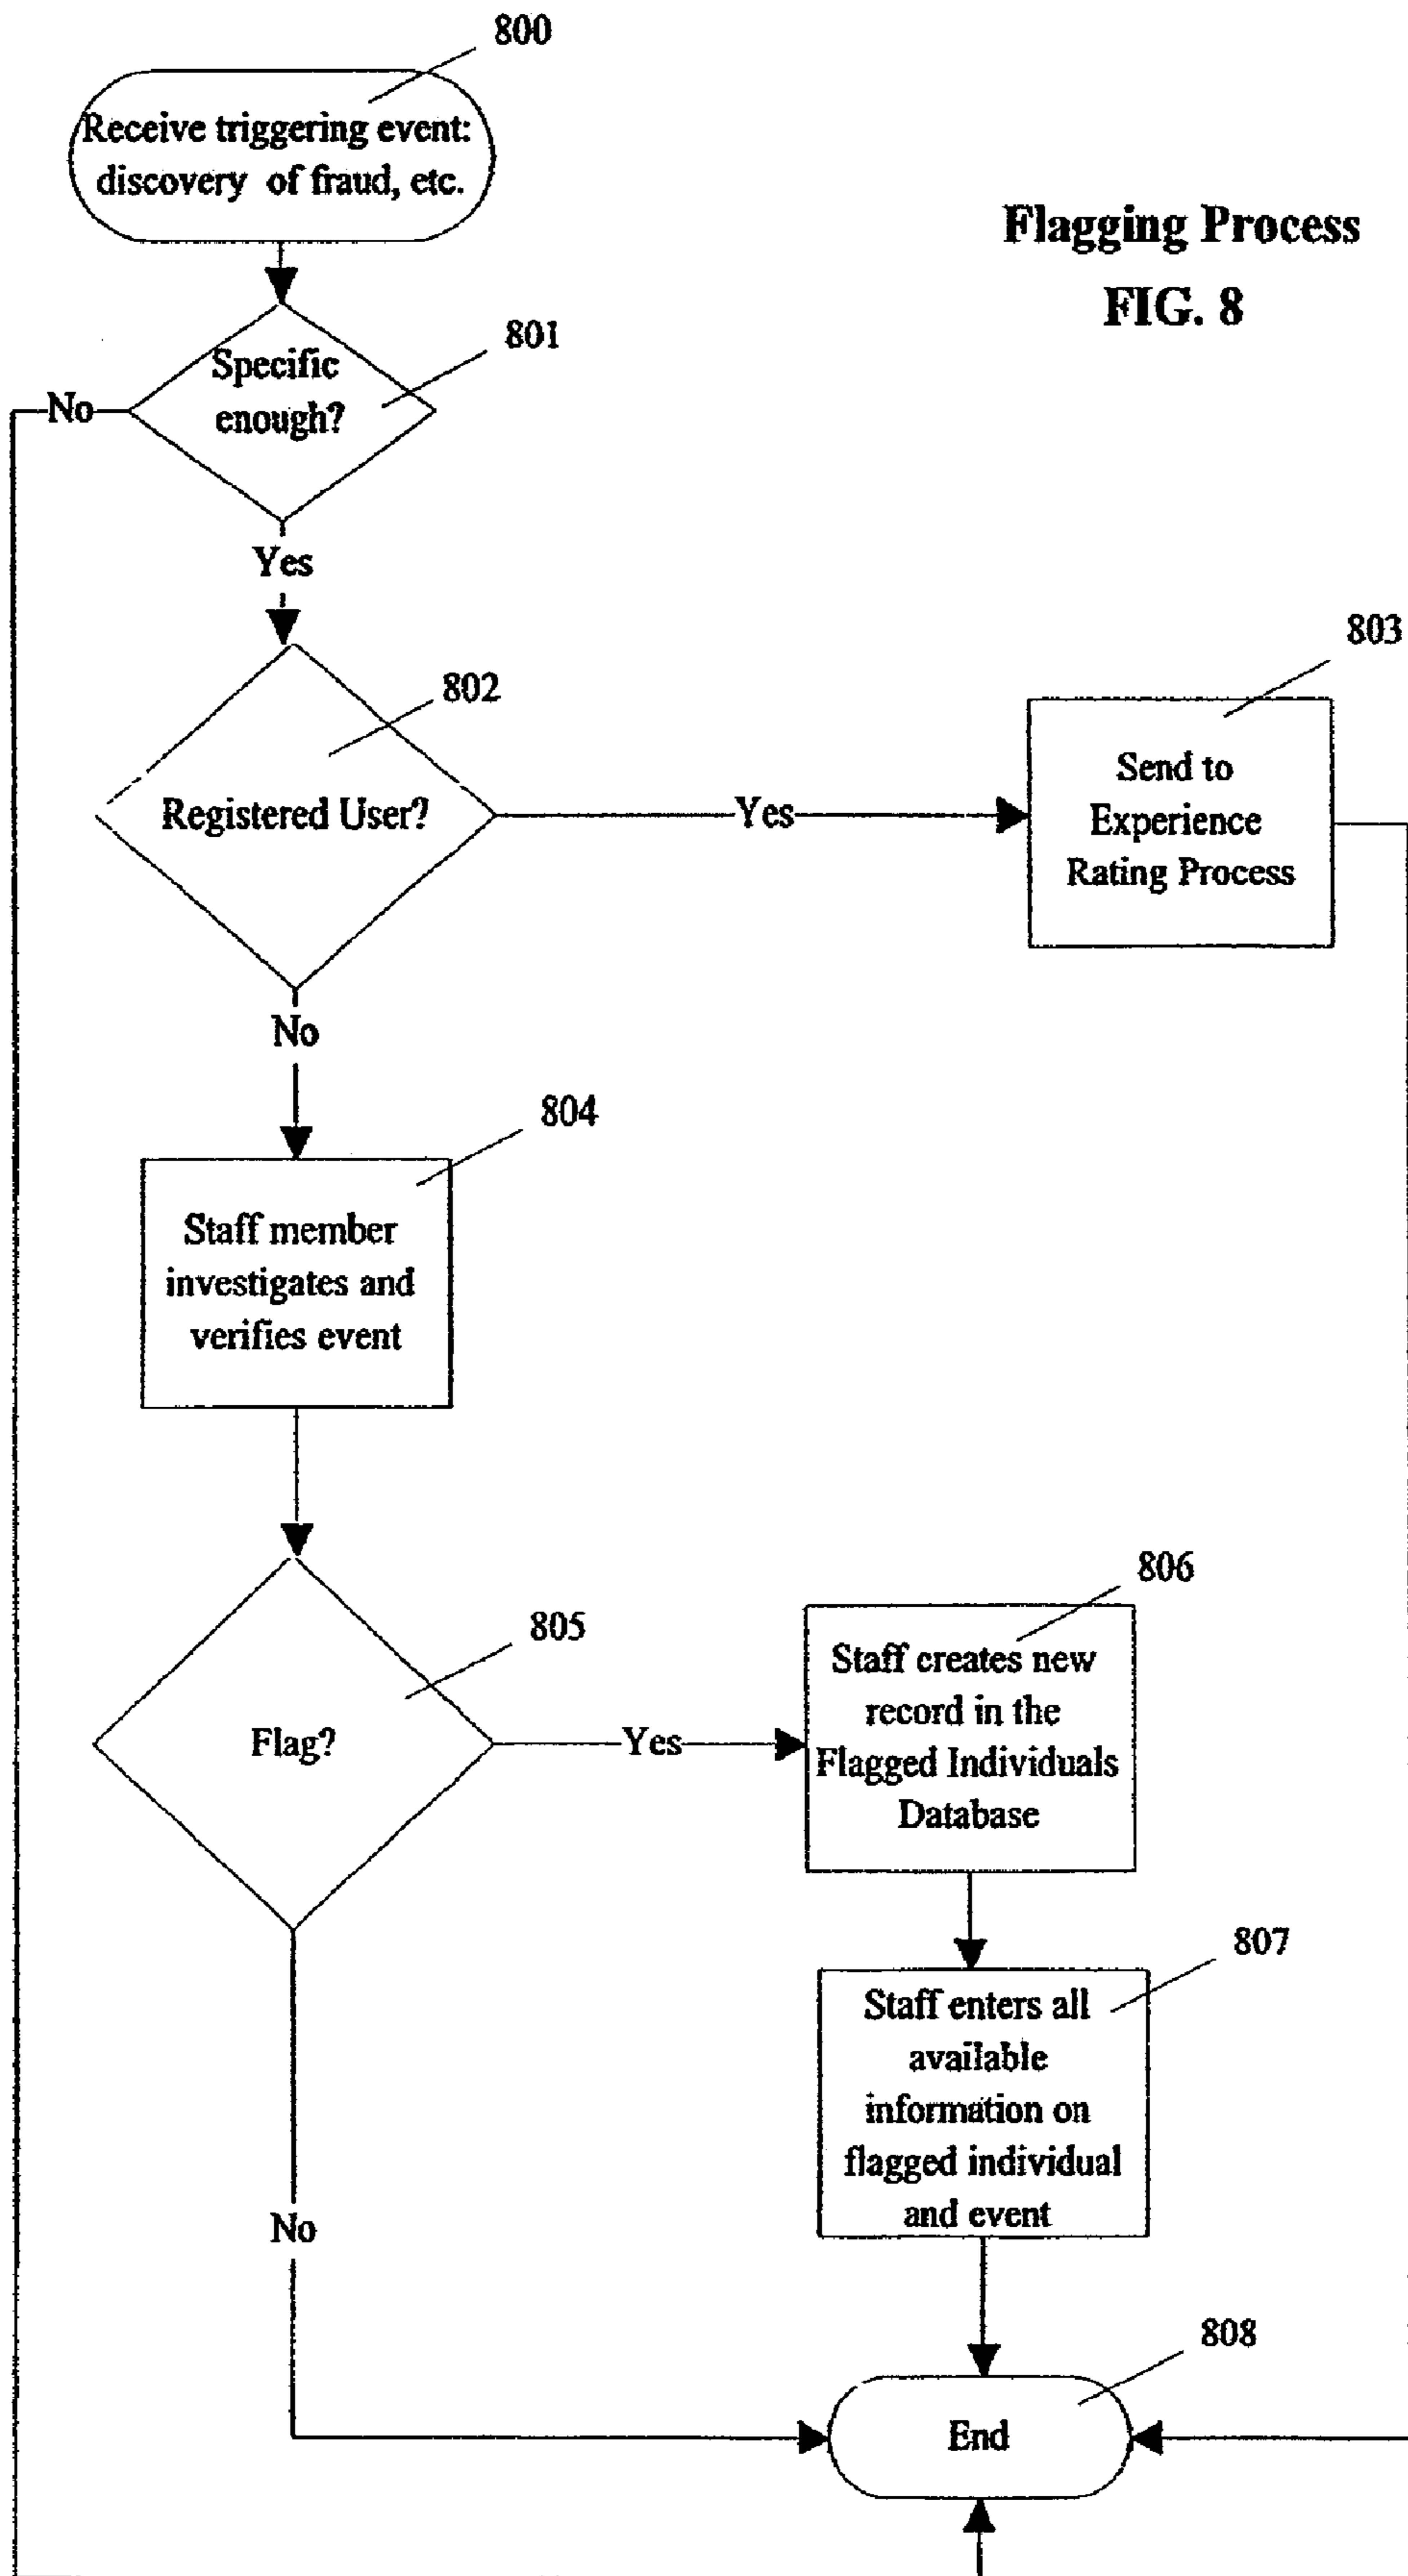 800
Receive triggering event:
discovery of fraud, etc.
Flagging Process
FIG. 8
801
Specific
enough?
No
Yes
803
802
Registered User?
Yes
Send to
Experience
Rating Process
No
804
Staff member
investigates and
verifies event
806
805
Flag?
Yes
Staff creates new
record in the
Flagged Individuals
Database
807
Staff enters all
available
information on
flagged individual
and event
No
808
End